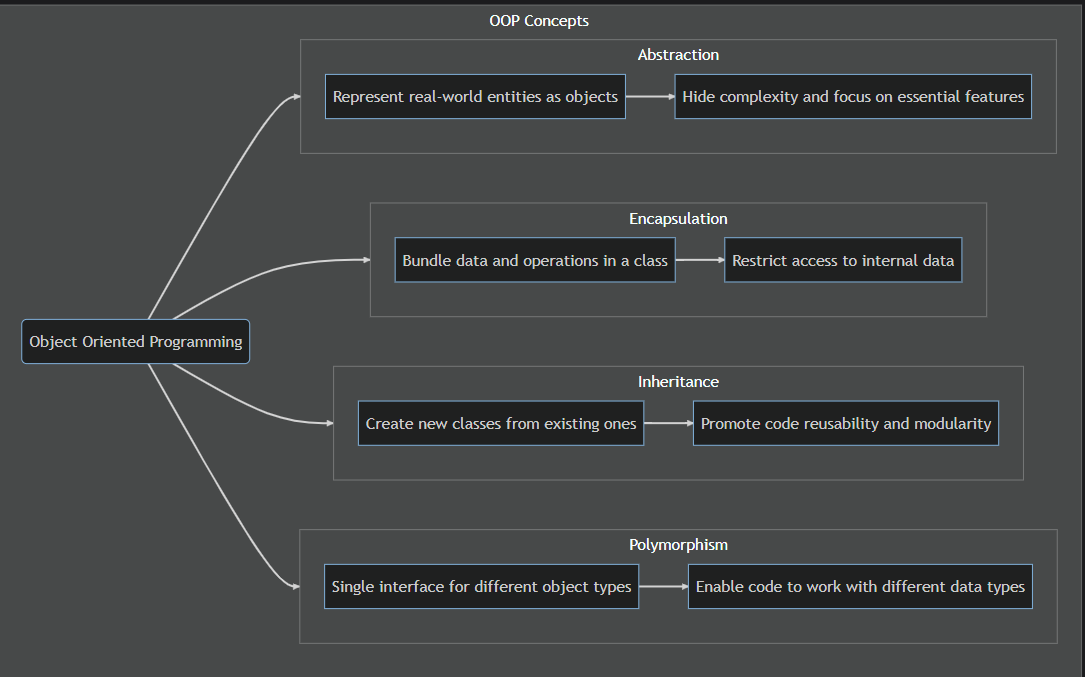 OOP Concepts
Abstraction
Represent real-world entities as objects
Hide complexity and focus on essential features
Encapsulation
Bundle data and operations in a class
Restrict access to internal data
Object Oriented Programming
Inheritance
Create new classes from existing ones
Promote code reusability and modularity
Polymorphism
Single interface for different object types
Enable code to work with different data types